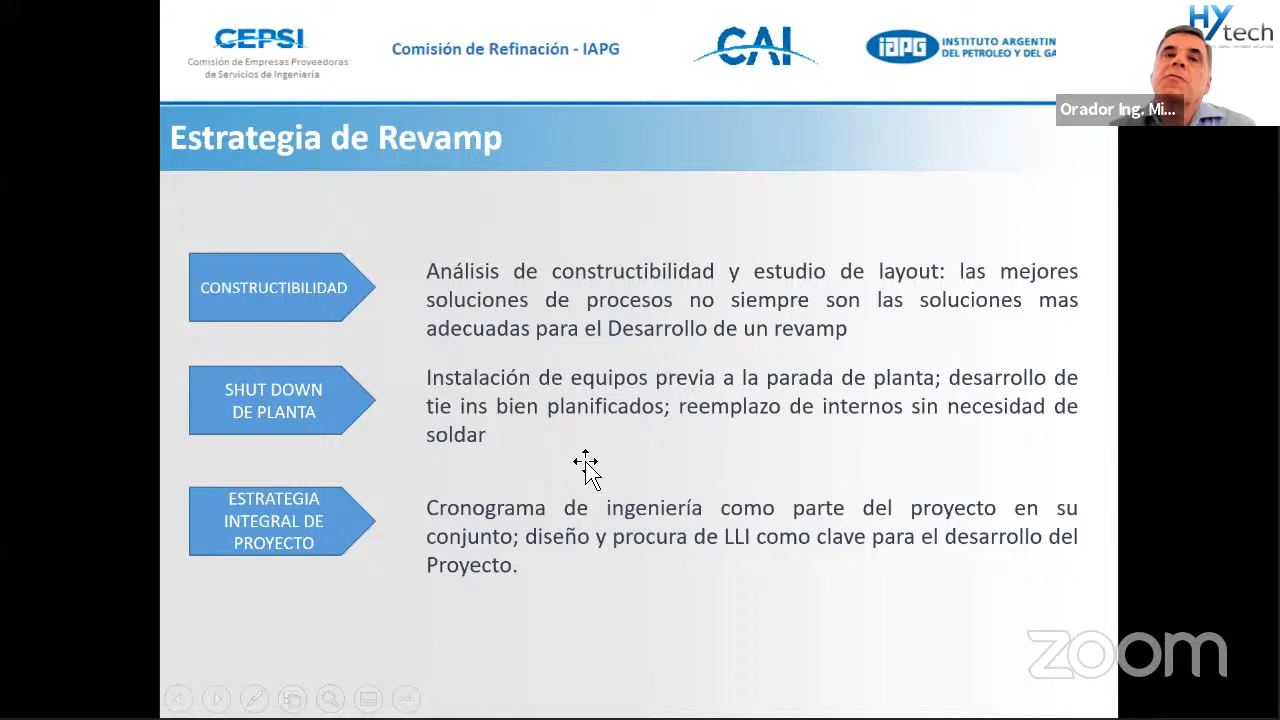 CEPSI
Comisión de Empresas Proveedoras
de Servicios de Ingeniería
Comisión de Refinación - IAPG
CAI
iapg
INSTITUTO ARGENTIN
DEL PETROLEO Y DEL GA
HY
tech
Orador Ing. Mi...
Estrategia de Revamp
CONSTRUCTIBILIDAD
Análisis de constructibilidad y estudio de layout: las mejores
soluciones de procesos no siempre son las soluciones mas
adecuadas para el Desarrollo de un revamp
SHUT DOWN
DE PLANTA
Instalación de equipos previa a la parada de planta; desarrollo de
tie ins bien planificados; reemplazo de internos sin necesidad de
soldar
ESTRATEGIA
INTEGRAL DE
PROYECTO
Cronograma de ingeniería como parte del proyecto en su
conjunto; diseño y procura de LLI como clave para el desarrollo del
Proyecto.
zoom